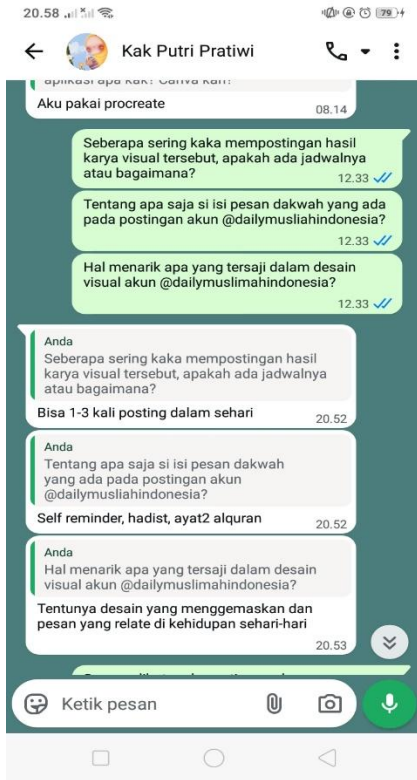 20.58
79
Kak Putri Pratiwi
aplikasi apa kak? Canva kah?
Aku pakai procreate
08.14
Seberapa sering kaka mempostingan hasil
karya visual tersebut, apakah ada jadwalnya
atau bagaimana?
12.33
Tentang apa saja si isi pesan dakwah yang ada
pada postingan akun @dailymusliahindonesia?
12.33
Hal menarik apa yang tersaji dalam desain
visual akun @dailymuslimahindonesia?
12.33
Anda
Seberapa sering kaka mempostingan hasil
karya visual tersebut, apakah ada jadwalnya
atau bagaimana?
Bisa 1-3 kali posting dalam sehari
20.52
Anda
Tentang apa saja si isi pesan dakwah
yang ada pada postingan akun
@dailymusliahindonesia?
Self reminder, hadist, ayat2 alquran
20.52
Anda
Hal menarik apa yang tersaji dalam desain
visual akun @dailymuslimahindonesia?
Tentunya desain yang menggemaskan dan
pesan yang relate di kehidupan sehari-hari
20.53
Ketik pesan